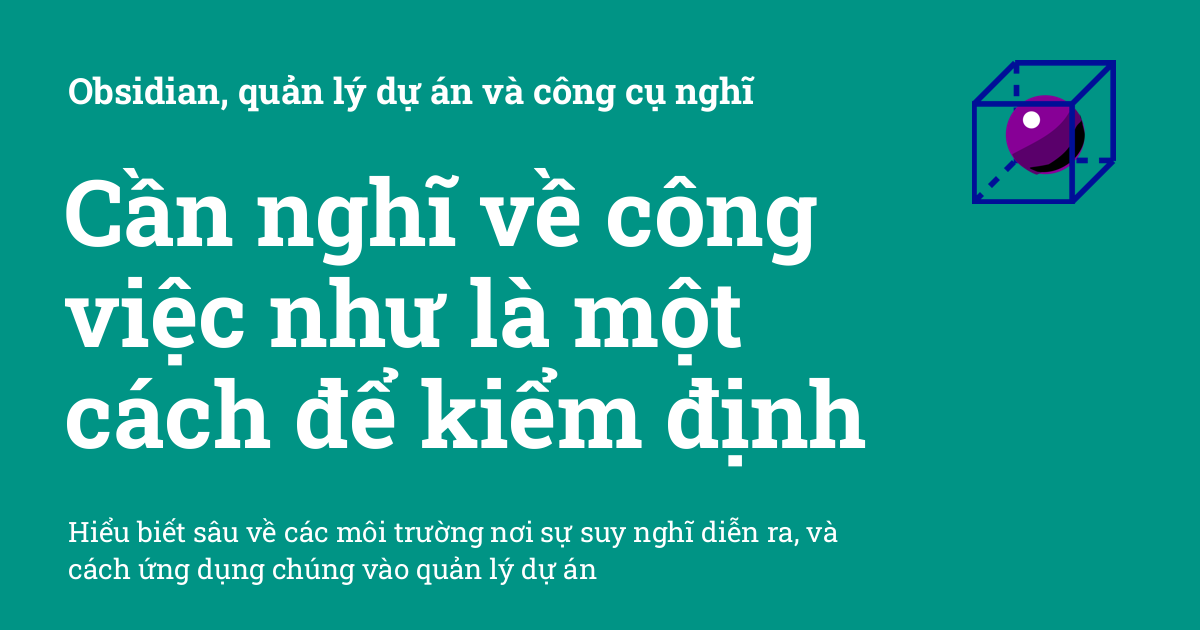 Obsidian, quản lý dự án và công cụ nghĩ
Cần nghĩ về công
việc như là một
cách để kiểm định
Hiểu biết sâu về các môi trường nơi sự suy nghĩ diễn ra, và
cách ứng dụng chúng vào quản lý dự án